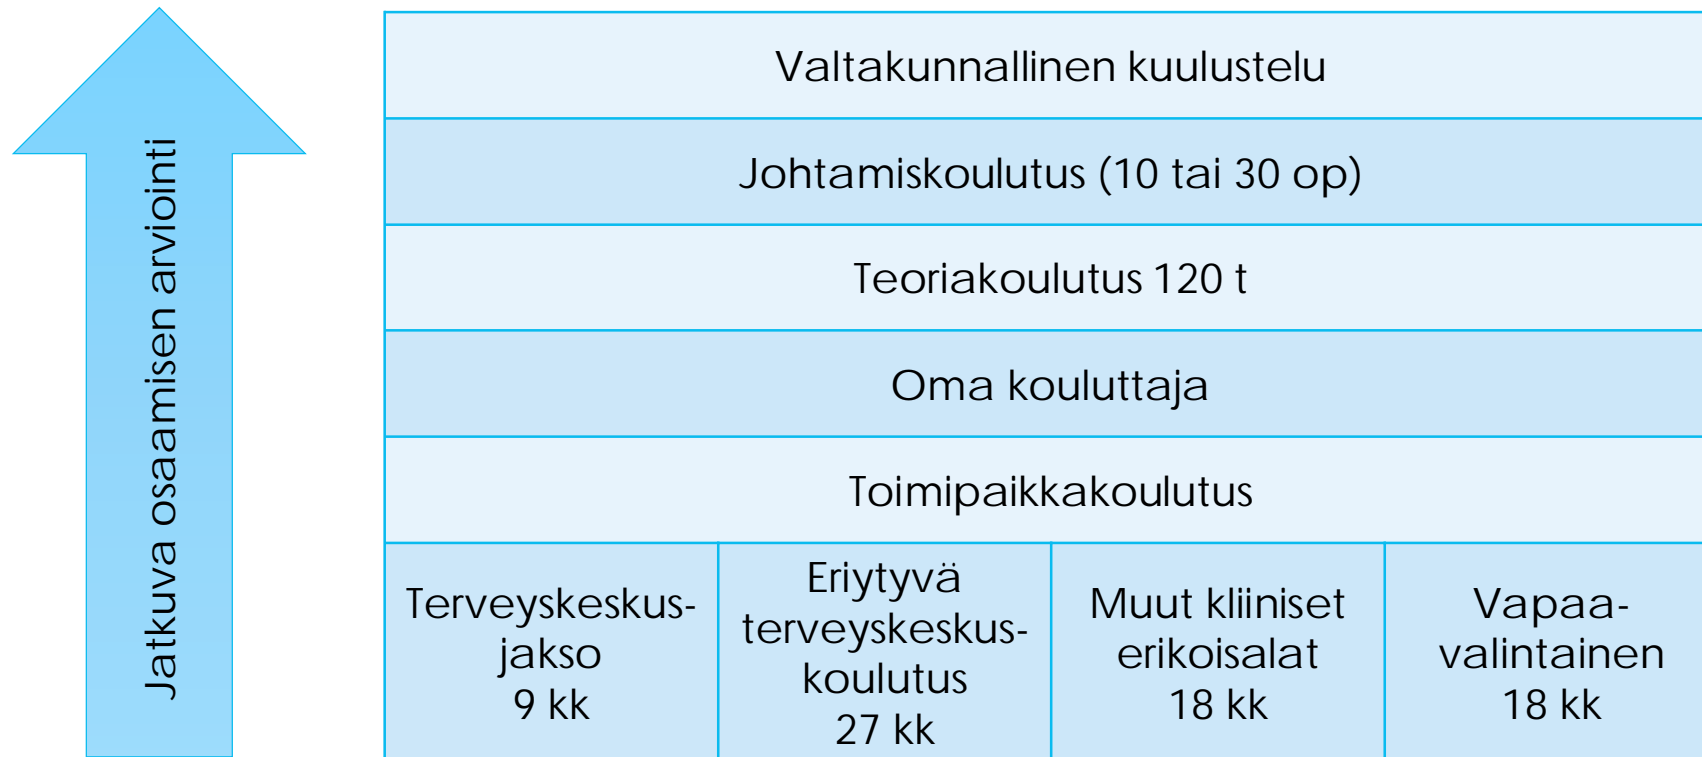 Jatkuva osaamisen arviointi
Valtakunnallinen kuulustelu
Johtamiskoulutus (10 tai 30 op)
Teoriakoulutus 120 t
Oma kouluttaja
Toimipaikkakoulutus
Terveyskeskus-
jakso
9 kk
Eriytyvä
terveyskeskus-
koulutus
27 kk
Muut kliiniset
erikoisalat
18 kk
Vapaa-
valintainen
18 kk